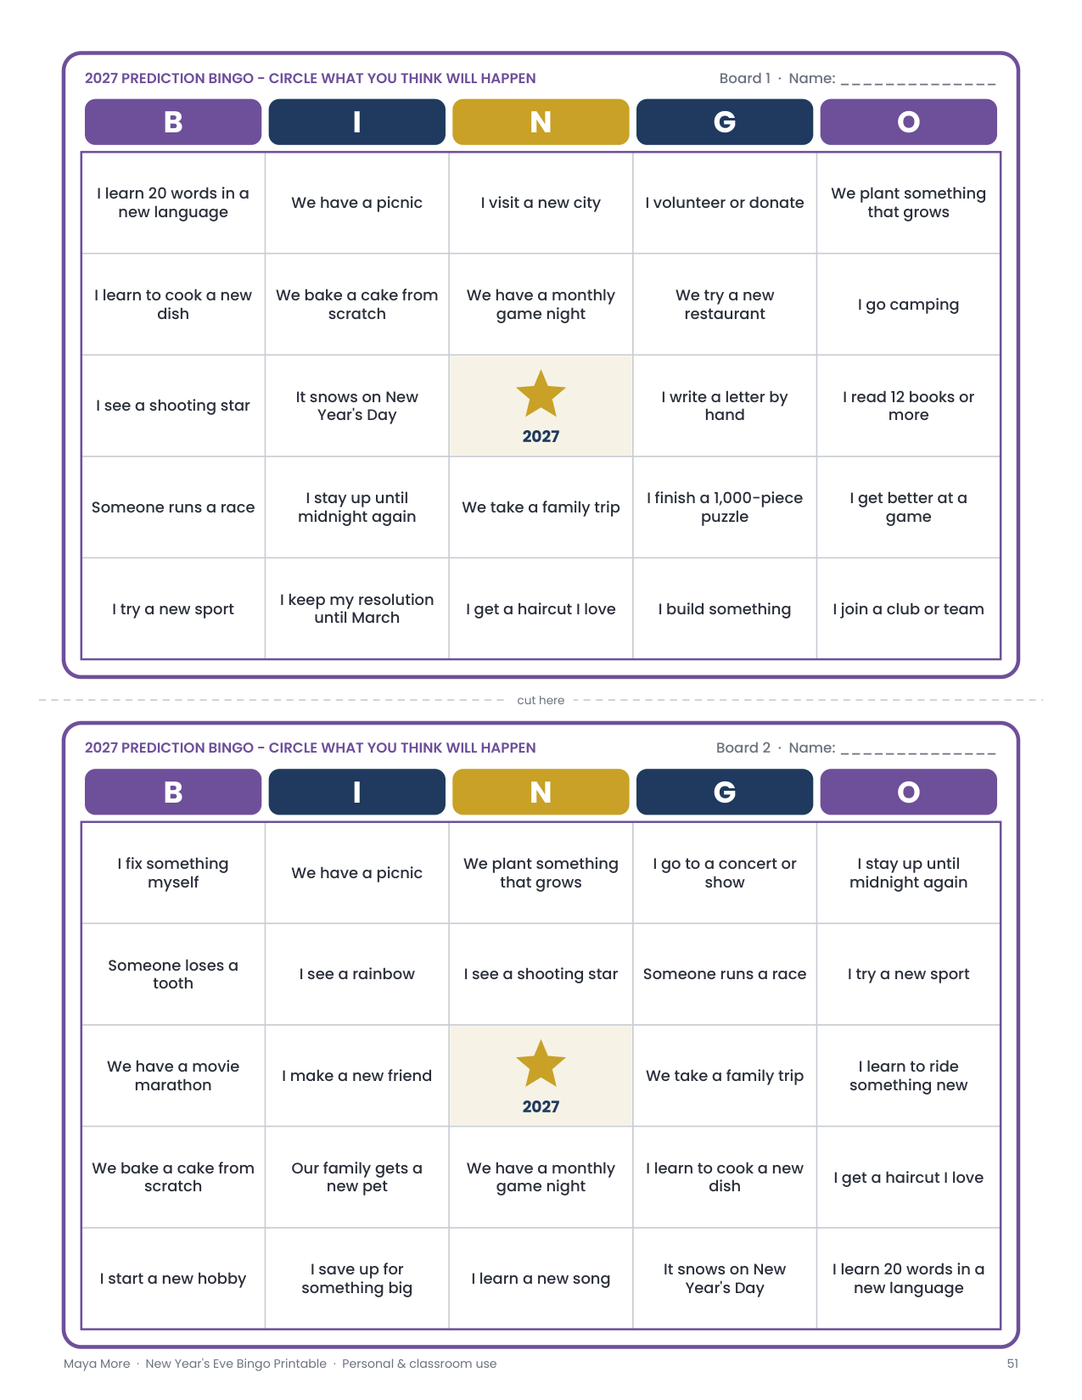 2027 PREDICTION BINGO - CIRCLE WHAT YOU THINK WILL HAPPEN
Board 1 · Name: _ _ _ _ _ _ _ _ _ _ _ _ _ _
B I N G O
I learn 20 words in a
new language
We have a picnic
I visit a new city
I volunteer or donate
We plant something
that grows
I learn to cook a new
dish
We bake a cake from
scratch
We have a monthly
game night
We try a new
restaurant
I go camping
I see a shooting star
It snows on New
Year's Day
2027
I write a letter by
hand
I read 12 books or
more
Someone runs a race
I stay up until
midnight again
We take a family trip
I finish a 1,000-piece
puzzle
I get better at a
game
I try a new sport
I keep my resolution
until March
I get a haircut I love
I build something
I join a club or team
cut here
2027 PREDICTION BINGO - CIRCLE WHAT YOU THINK WILL HAPPEN
Board 2 · Name: _ _ _ _ _ _ _ _ _ _ _ _ _ _
B I N G O
I fix something
myself
We have a picnic
We plant something
that grows
I go to a concert or
show
I stay up until
midnight again
Someone loses a
tooth
I see a rainbow
I see a shooting star
Someone runs a race
I try a new sport
We have a movie
marathon
I make a new friend
2027
We take a family trip
I learn to ride
something new
We bake a cake from
scratch
Our family gets a
new pet
We have a monthly
game night
I learn to cook a new
dish
I get a haircut I love
I start a new hobby
I save up for
something big
I learn a new song
It snows on New
Year's Day
I learn 20 words in a
new language
Maya More · New Year's Eve Bingo Printable · Personal & classroom use
51